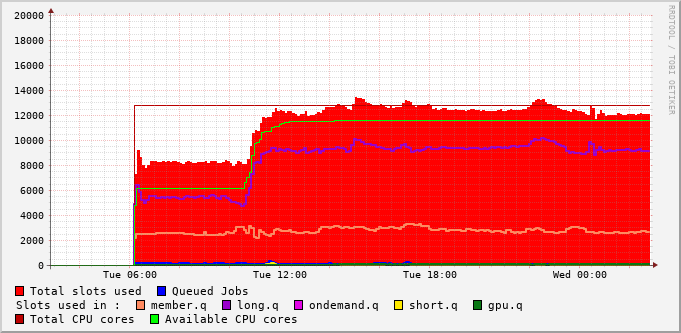 20000
18000
16000
14000
12000
10000
8000
6000
4000
2000
0
Tue 06:00 Tue 12:00 Tue 18:00 Wed 00:00
RRDTOOL / TOBI OETIKER
Total slots used Queued Jobs
Slots used in : member.q long.q ondemand.q short.q gpu.q
Total CPU cores Available CPU cores